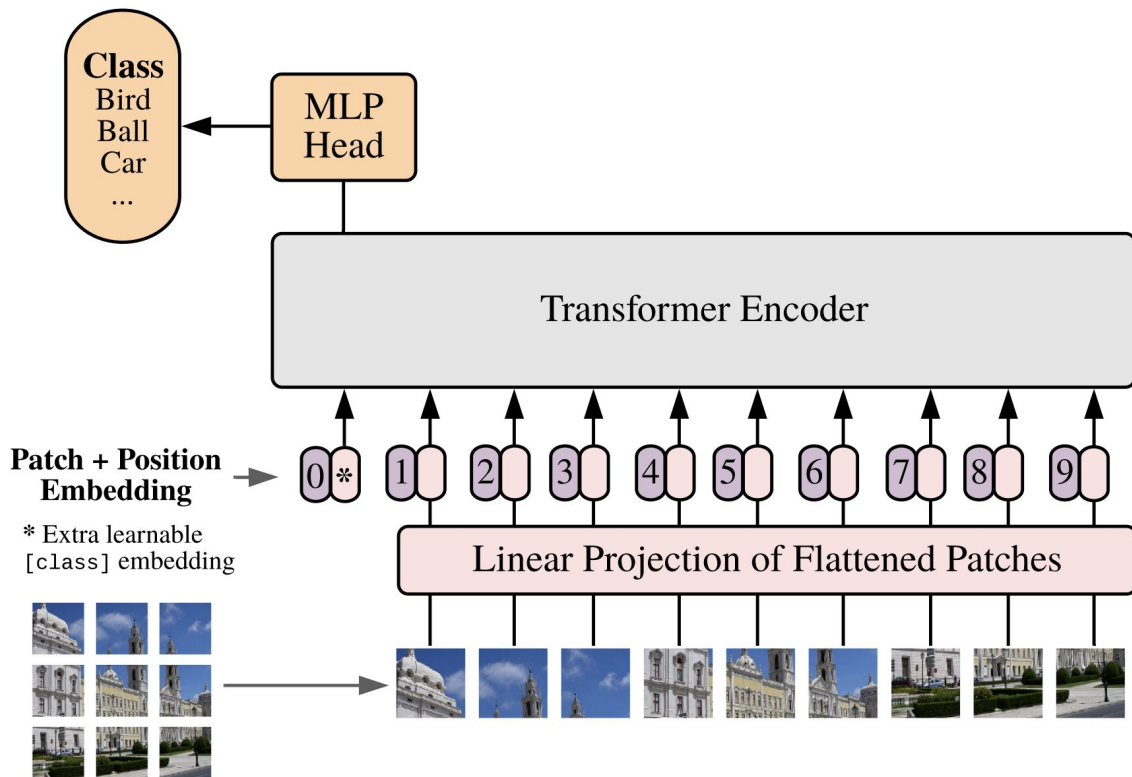 Class
Bird
Ball
Car
...
MLP
Head
Transformer Encoder
Patch + Position
Embedding
0 * 1 2 3 4 5 6 7 8 9
* Extra learnable
[class] embedding
Linear Projection of Flattened Patches